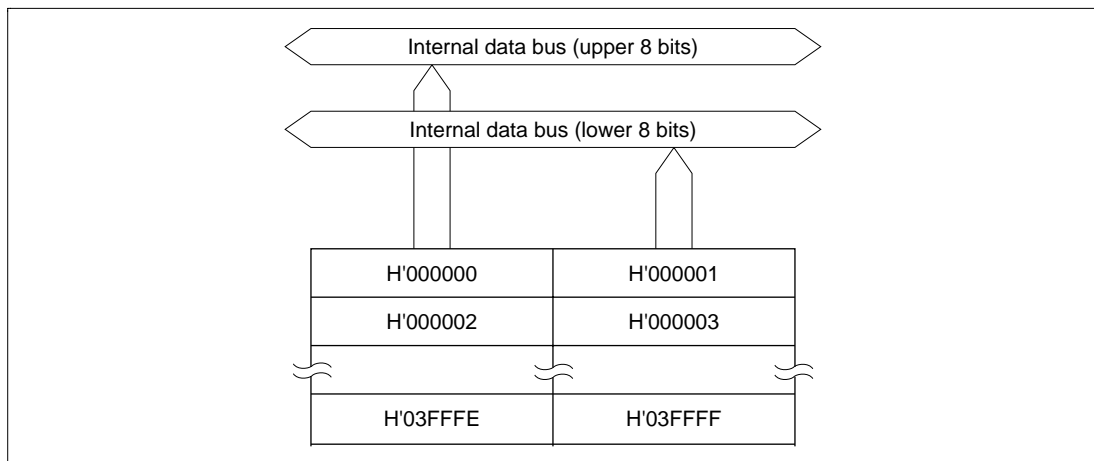 Internal data bus (upper 8 bits)
Internal data bus (lower 8 bits)
H'000000 H'000001
H'000002 H'000003
H'03FFFE H'03FFFF